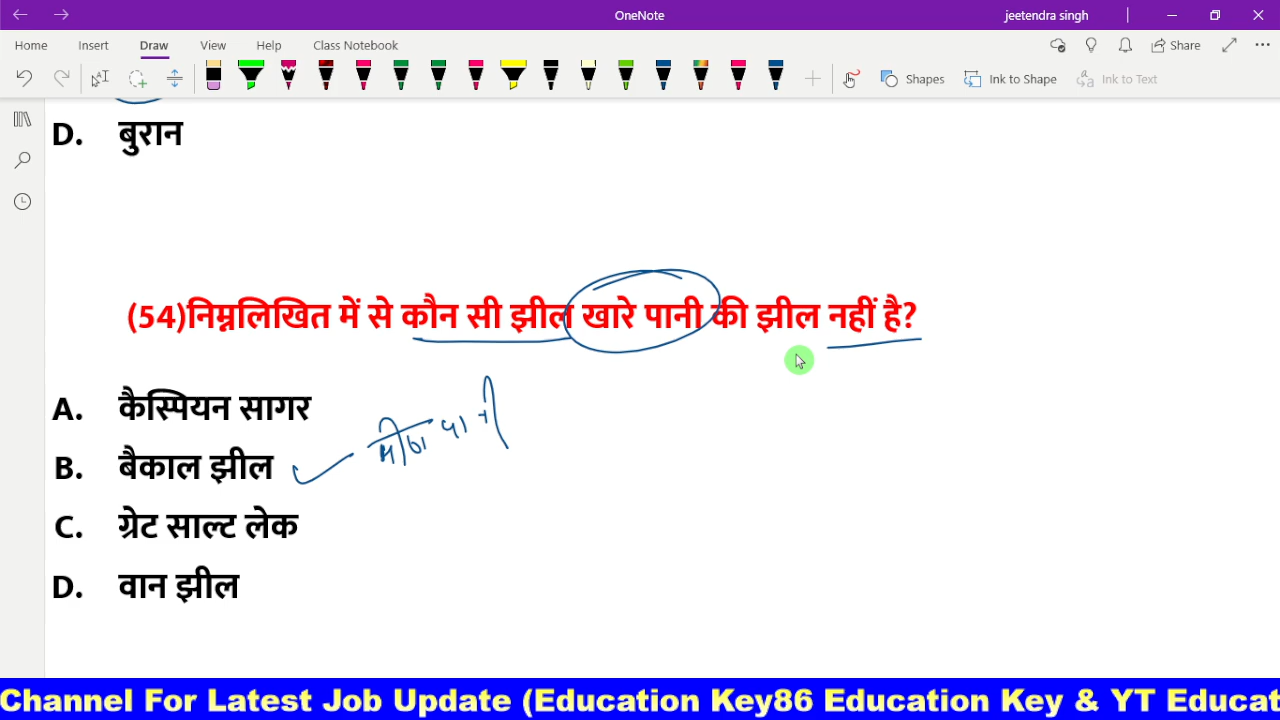 OneNote
jeetendra singh
Home Insert Draw View Help Class Notebook
Share
Shapes Ink to Shape Ink to Text
D. बुरान
(54)निम्नलिखित में से कौन सी झील खारे पानी की झील नहीं है?
A. कैस्पियन सागर
मीठा पानी
B. बैकाल झील
C. ग्रेट साल्ट लेक
D. वान झील
Channel For Latest Job Update (Education Key86 Education Key & YT Educat